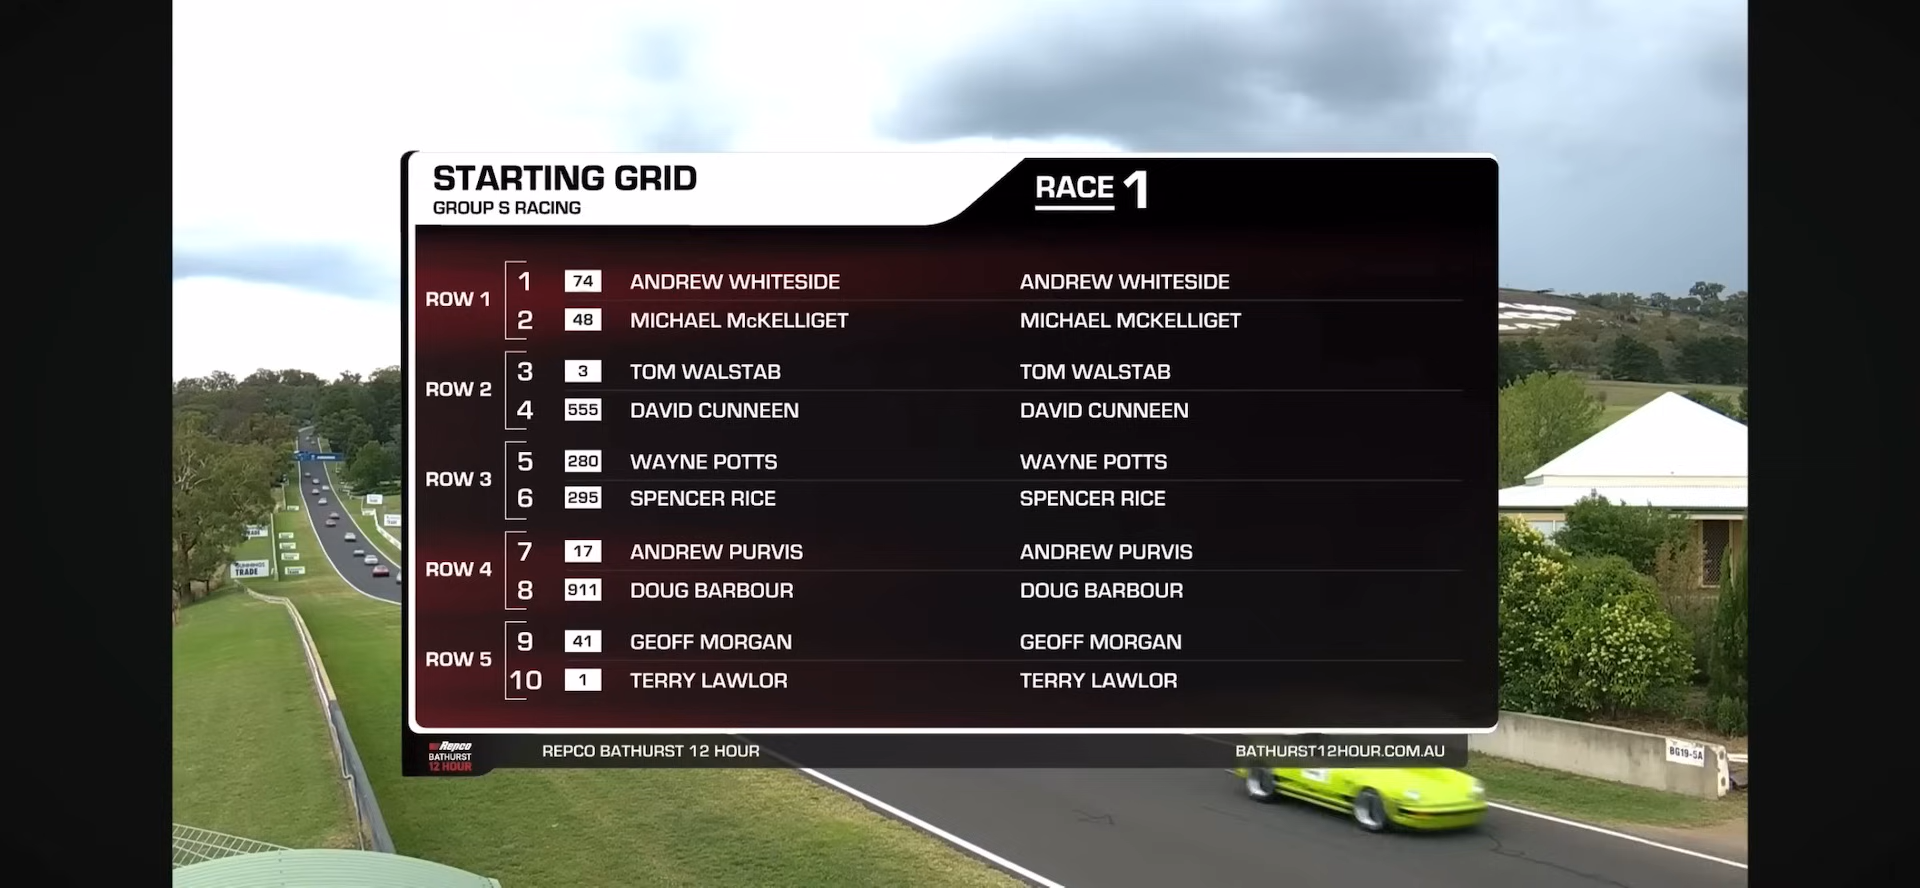 STARTING GRID
GROUP S RACING
RACE 1
ROW 1
1 74 ANDREW WHITESIDE ANDREW WHITESIDE
2 48 MICHAEL McKELLIGET MICHAEL MCKELLIGET
ROW 2
3 3 TOM WALSTAB TOM WALSTAB
4 555 DAVID CUNNEEN DAVID CUNNEEN
ROW 3
5 280 WAYNE POTTS WAYNE POTTS
6 295 SPENCER RICE SPENCER RICE
ROW 4
7 17 ANDREW PURVIS ANDREW PURVIS
8 911 DOUG BARBOUR DOUG BARBOUR
ROW 5
9 41 GEOFF MORGAN GEOFF MORGAN
10 1 TERRY LAWLOR TERRY LAWLOR
Repco
BATHURST
12 HOUR
REPCO BATHURST 12 HOUR
BATHURST12HOUR.COM.AU
BG19-5A
TRADE